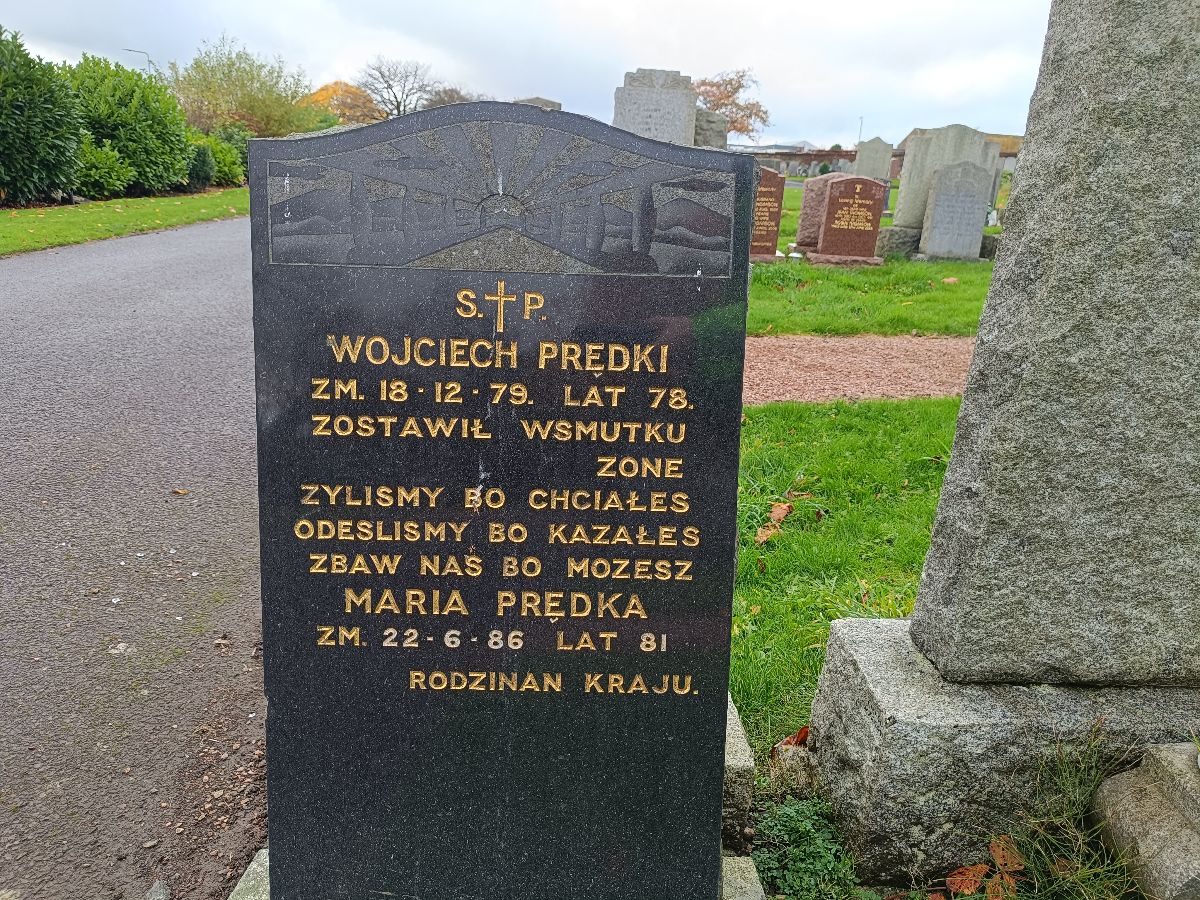 S. P.
WOJCIECH PRĘDKI
ZM. 18 · 12 · 79. LAT 78.
ZOSTAWIŁ WSMUTKU
ZONE
ZYLISMY BO CHCIAŁES
ODESLISMY BO KAZAŁES
ZBAW NAS BO MOZESZ
MARIA PRĘDKA
ZM. 22 - 6 - 86 LAT 81
RODZINAN KRAJU.